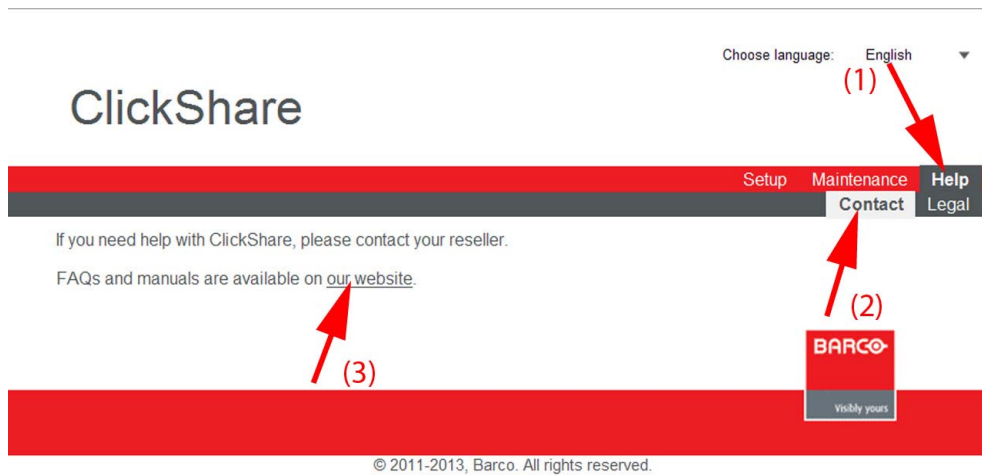 Choose language: English
(1)
ClickShare
Setup Maintenance Help
Contact Legal
If you need help with ClickShare, please contact your reseller.
FAQs and manuals are available on our website.
(2)
(3)
BARCO
Visibly yours
© 2011-2013, Barco. All rights reserved.